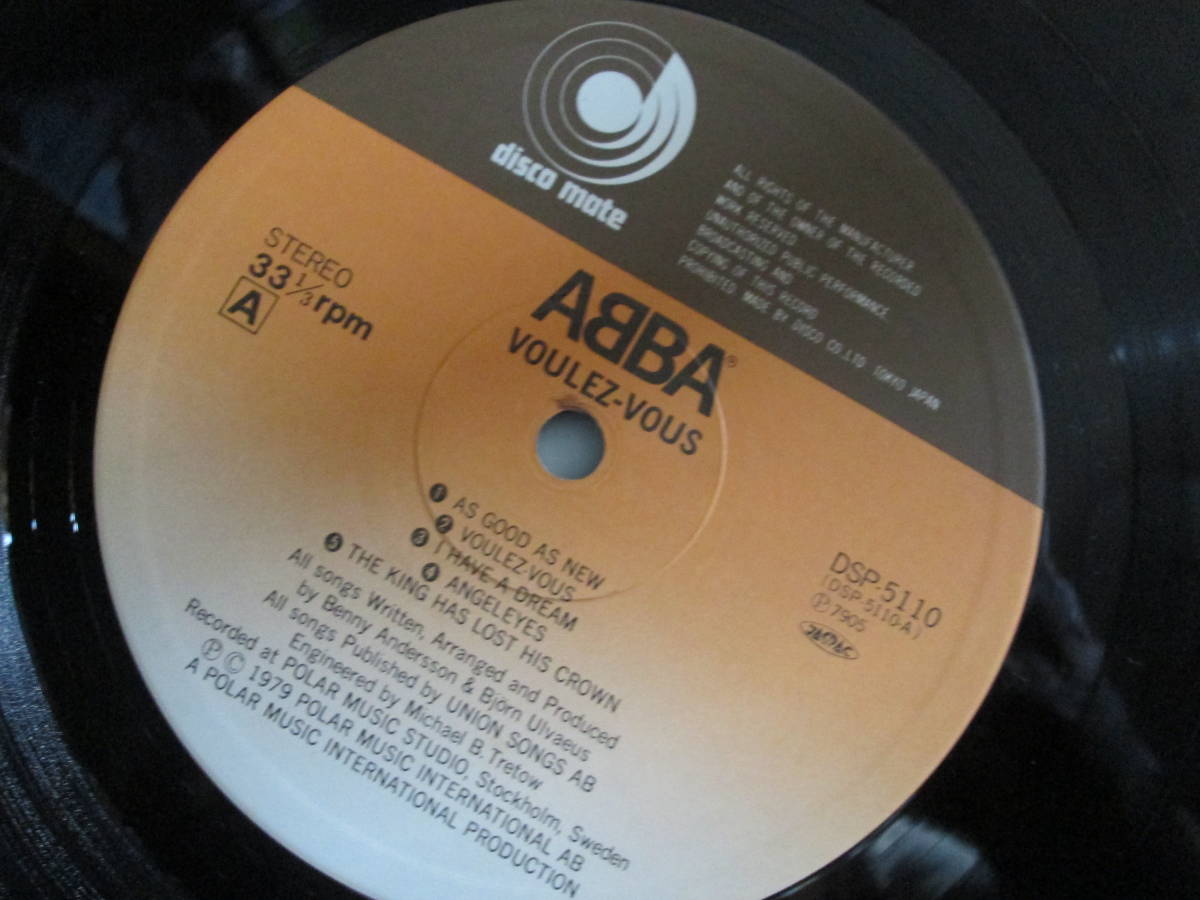 disco mate
ALL RIGHTS OF THE MANUFACTURER
AND OF THE OWNER OF THE RECORDED
WORK RESERVED
UNAUTHORIZED PUBLIC PERFORMANCE
BROADCASTING AND
COPYING OF THIS RECORD
PROHIBITED MADE BY DISCO CO.,LTD TOKYO JAPAN
STEREO
33 1/3 rpm
A
ABBA®
VOULEZ-VOUS
❶ AS GOOD AS NEW
❷ VOULEZ-VOUS
❸ I HAVE A DREAM
❹ ANGELEYES
❺ THE KING HAS LOST HIS CROWN
All songs Written, Arranged and Produced
by Benny Andersson & Björn Ulvaeus
All songs Published by UNION SONGS AB
Engineered by Michael B. Tretow
Recorded at POLAR MUSIC STUDIO, Stockholm, Sweden
Ⓟ © 1979 POLAR MUSIC INTERNATIONAL AB
A POLAR MUSIC INTERNATIONAL PRODUCTION
DSP-5110
(DSP-5110-A)
Ⓟ 7905
JASRAC